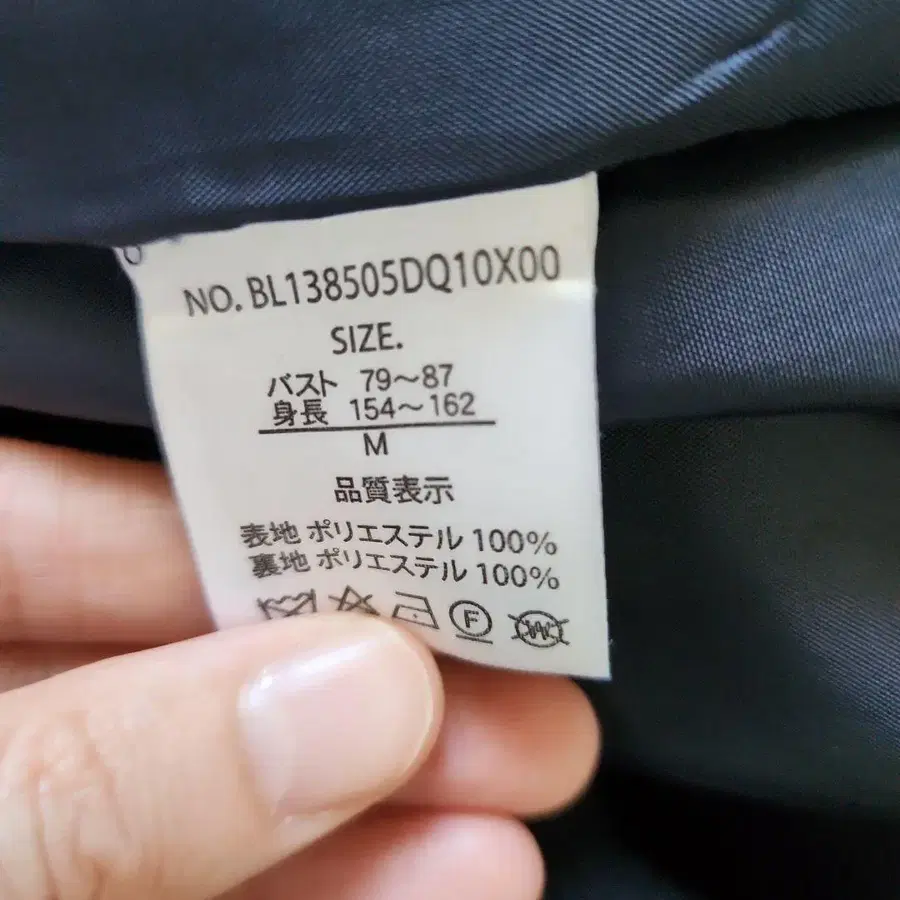 NO. BL138505DQ10X00
SIZE.
バスト 79～87
身長 154～162
M
品質表示
表地 ポリエステル 100%
裏地 ポリエステル 100%
F
W